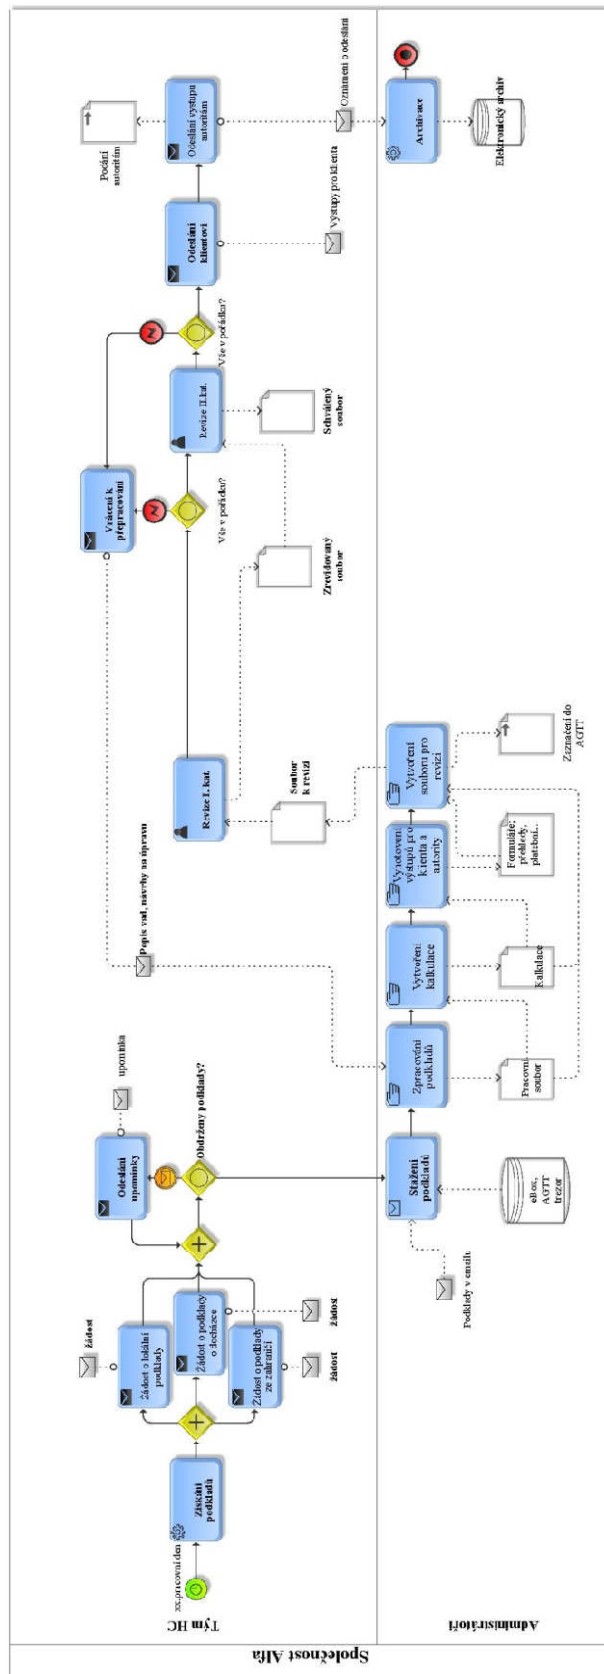 Společnost Alfa
Tým HC
Administrátoři
xx.pracovní den
Získání
podkladů
žádost
Žádost o lokální
podklady
Žádost o podklady
o docházce
Žádost o podklady
ze zahraničí
žádost
žádost
Odeslání
upomínky
upomínka
Obdrženy podklady?
Popis vad, návrhy na úpravu
Revize I. kat.
Soubor
k revizi
Vrácení k
přepracování
Vše v pořádku?
Zrevidovaný
soubor
Revize II.kat.
Schválený
soubor
Vše v pořádku?
Odeslání
klientovi
Výstupy pro klienta
Odeslání výstupu
autoritám
Podání
autoritám
Oznámení o odeslání
Podklady v emailu
Stažení
podkladů
eBox,
AGTT
trezor
Zpracování
podkladů
Pracovní
soubor
Vytvoření
kalkulace
Kalkulace
Vyhotovení
výstupů pro
klienta a
autority
Formuláře:
přehledy,
platební...
Vytvoření
souboru pro
revizi
Zaznačení do
AGTT
Archivace
Elektronický archiv